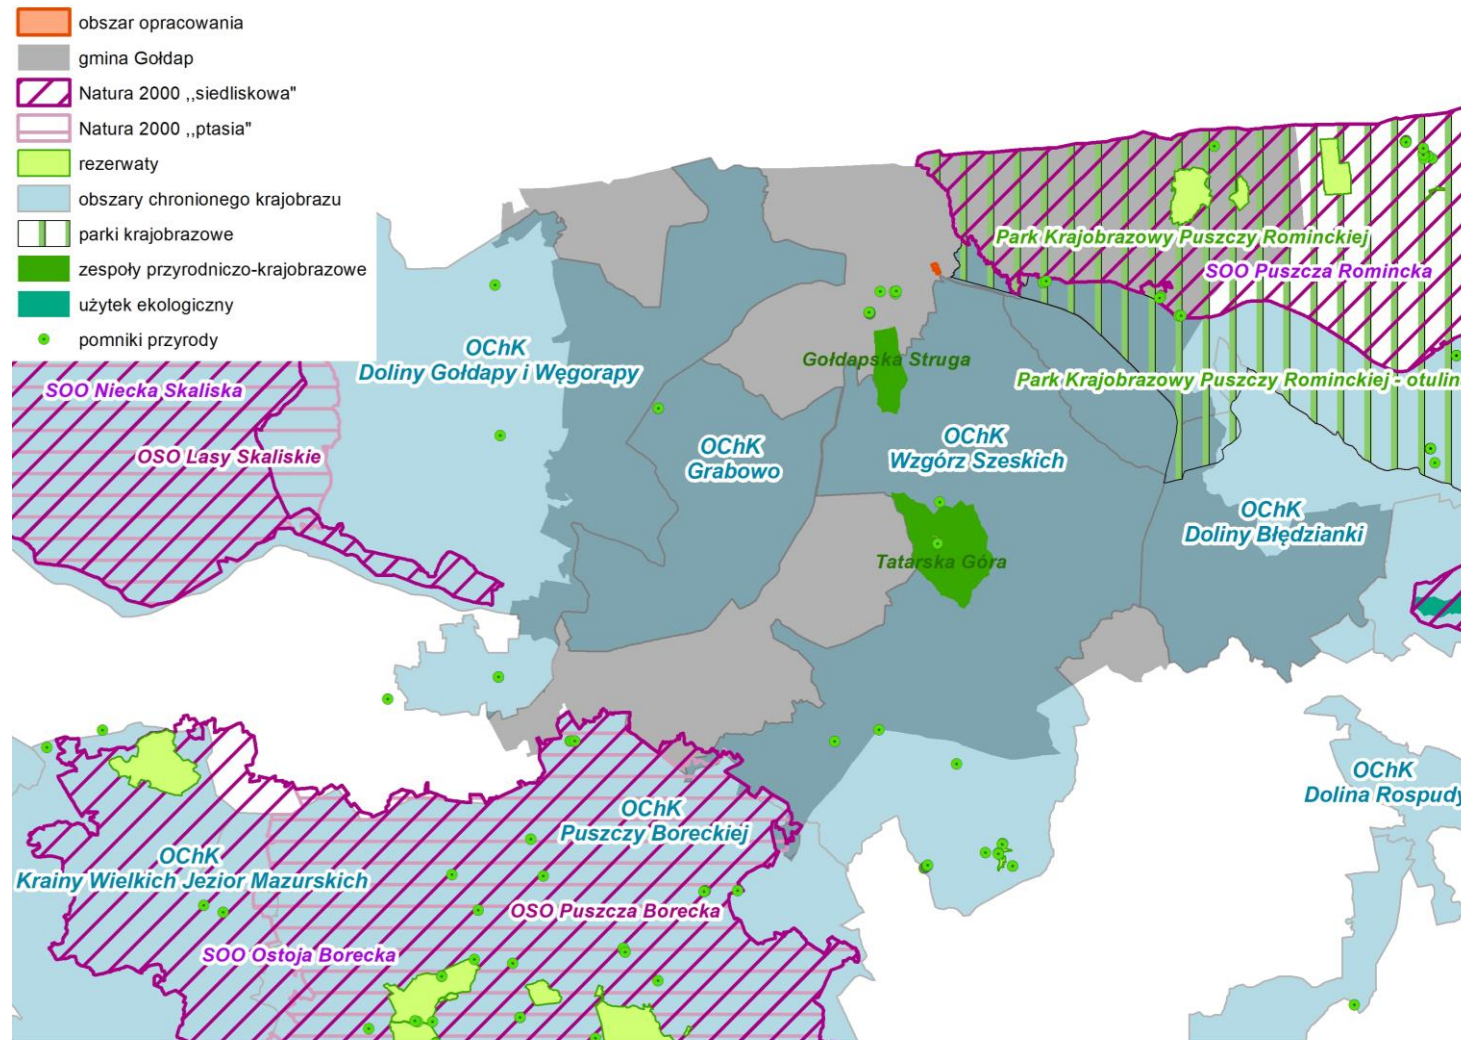 obszar opracowania
gmina Gołdap
Natura 2000 ,,siedliskowa"
Natura 2000 ,,ptasia"
rezerwaty
obszary chronionego krajobrazu
parki krajobrazowe
zespoły przyrodniczo-krajobrazowe
użytek ekologiczny
pomniki przyrody
Park Krajobrazowy Puszczy Rominckiej
SOO Puszcza Romincka
OChK
Doliny Gołdapy i Węgorapy
Gołdapska Struga
SOO Niecka Skaliska
Park Krajobrazowy Puszczy Rominckiej - otulina
OSO Lasy Skaliskie
OChK
Grabowo
OChK
Wzgórz Szeskich
OChK
Doliny Błędzianki
Tatarska Góra
OChK
Dolina Rospudy
OChK
Puszczy Boreckiej
OChK
Krainy Wielkich Jezior Mazurskich
OSO Puszcza Borecka
SOO Ostoja Borecka